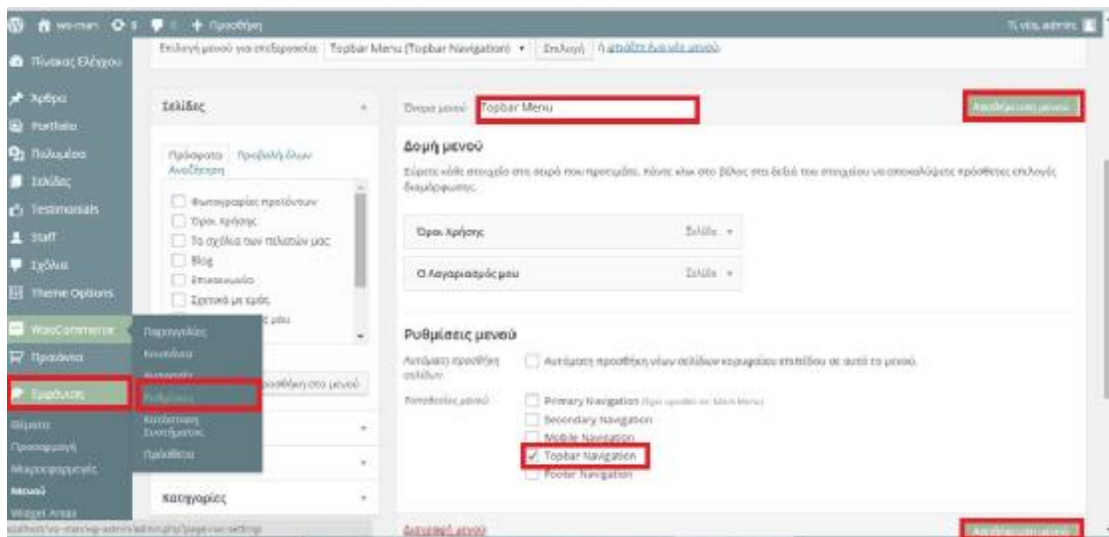 wo-man
Προσθήκη
Επιλογή μενού για επεξεργασία: Topbar Menu (Topbar Navigation) Επιλογή ή φτιάξτε ένα νέο μενού.
Πίνακας Ελέγχου
Άρθρα
Portfolio
Πολυμέσα
Σελίδες
Testimonials
Staff
Σχόλια
Theme Options
WooCommerce
Προϊόντα
Εμφάνιση
Θέματα
Προσαρμογή
Μικροεφαρμογές
Μενού
Widget Areas
Παραγγελίες
Κουπόνια
Ρυθμίσεις
Κατάσταση
Συστήματος
Πρόσθετα
Σελίδες
Πρόσφατα Προβολή όλων
Αναζήτηση
Φωτογραφίες προϊόντων
Όροι Χρήσης
Τα σχόλια των πελατών μας
Blog
Επικοινωνία
Σχετικά με εμάς
Κατηγορίες
Όνομα μενού Topbar Menu
Αποθήκευση μενού
Δομή μενού
Σύρετε κάθε στοιχείο στη σειρά που προτιμάτε. Κάντε κλικ στο βέλος στα δεξιά του στοιχείου να αποκαλύψετε πρόσθετες επιλογές
διαμόρφωσης.
Όροι Χρήσης Σελίδα
Ο Λογαριασμός μου Σελίδα
Ρυθμίσεις μενού
Αυτόματη προσθήκη
σελίδων
Αυτόματη προσθήκη νέων σελίδων κορυφαίου επιπέδου σε αυτό το μενού.
Τοποθεσίες μενού
Primary Navigation
Secondary Navigation
Mobile Navigation
Topbar Navigation
Footer Navigation
Διαγραφή μενού
Αποθήκευση μενού